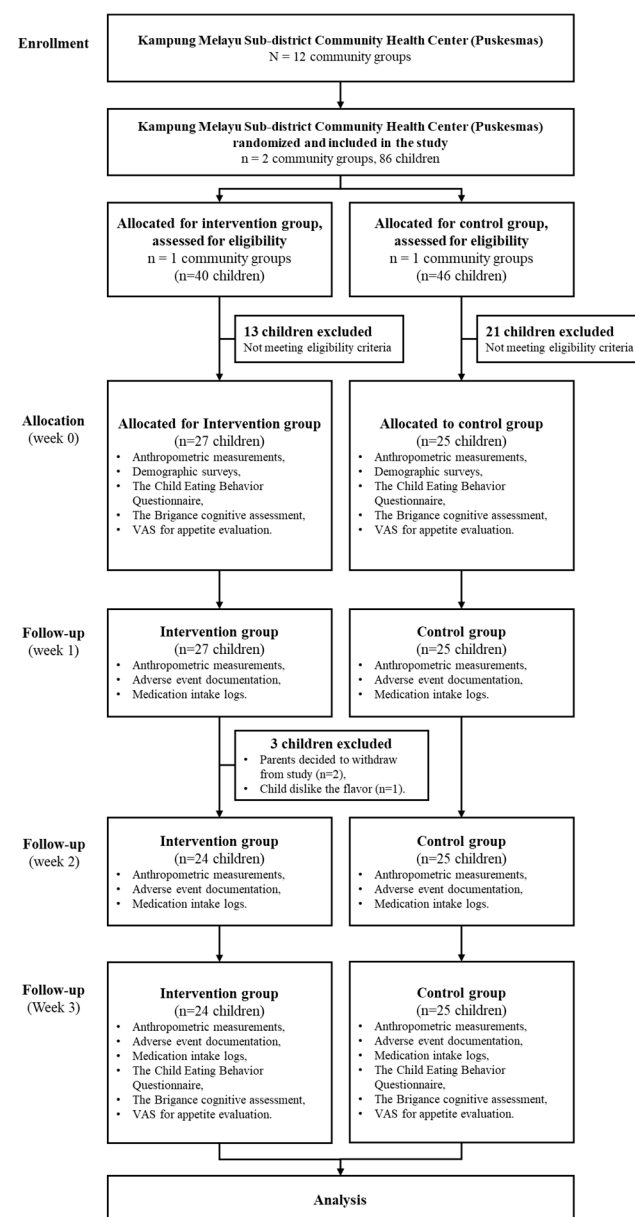 Enrollment
Kampung Melayu Sub-district Community Health Center (Puskesmas)
N = 12 community groups
Kampung Melayu Sub-district Community Health Center (Puskesmas)
randomized and included in the study
n = 2 community groups, 86 children
Allocated for intervention group,
assessed for eligibility
n = 1 community groups
(n=40 children)
Allocated for control group,
assessed for eligibility
n = 1 community groups
(n=46 children)
13 children excluded
Not meeting eligibility criteria
21 children excluded
Not meeting eligibility criteria
Allocation
(week 0)
Allocated for Intervention group
(n=27 children)
• Anthropometric measurements,
• Demographic surveys,
• The Child Eating Behavior
Questionnaire,
• The Brigance cognitive assessment,
• VAS for appetite evaluation.
Allocated to control group
(n=25 children)
• Anthropometric measurements,
• Demographic surveys,
• The Child Eating Behavior
Questionnaire,
• The Brigance cognitive assessment,
• VAS for appetite evaluation.
Follow-up
(week 1)
Intervention group
(n=27 children)
• Anthropometric measurements,
• Adverse event documentation,
• Medication intake logs.
Control group
(n=25 children)
• Anthropometric measurements,
• Adverse event documentation,
• Medication intake logs.
3 children excluded
• Parents decided to withdraw
from study (n=2),
• Child dislike the flavor (n=1).
Follow-up
(week 2)
Intervention group
(n=24 children)
• Anthropometric measurements,
• Adverse event documentation,
• Medication intake logs.
Control group
(n=25 children)
• Anthropometric measurements,
• Adverse event documentation,
• Medication intake logs.
Follow-up
(Week 3)
Intervention group
(n=24 children)
• Anthropometric measurements,
• Adverse event documentation,
• Medication intake logs,
• The Child Eating Behavior
Questionnaire,
• The Brigance cognitive assessment,
• VAS for appetite evaluation.
Control group
(n=25 children)
• Anthropometric measurements,
• Adverse event documentation,
• Medication intake logs,
• The Child Eating Behavior
Questionnaire,
• The Brigance cognitive assessment,
• VAS for appetite evaluation.
Analysis